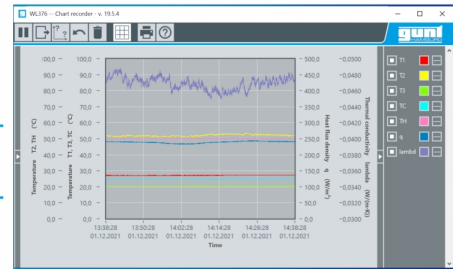 WL376 -- Chart recorder - v. 19.5.4
gunt
T1
T2
T3
TC
TH
q
lambd
Temperature T2, TH (°C)
100,0
90,0
80,0
70,0
60,0
50,0
40,0
30,0
20,0
10,0
0,0
Temperature T1, T3, TC (°C)
100,0
90,0
80,0
70,0
60,0
50,0
40,0
30,0
20,0
10,0
0,0
500,0
450,0
400,0
350,0
300,0
250,0
200,0
150,0
100,0
50,0
0,0
Heat flux density q (W/m²)
0,0500
0,0480
0,0460
0,0440
0,0420
0,0400
0,0380
0,0360
0,0340
0,0320
0,0300
Thermal conductivity lambda (W/(m·K))
13:38:28 13:50:28 14:02:28 14:14:28 14:26:28 14:38:28
01.12.2021 01.12.2021 01.12.2021 01.12.2021 01.12.2021 01.12.2021
Time